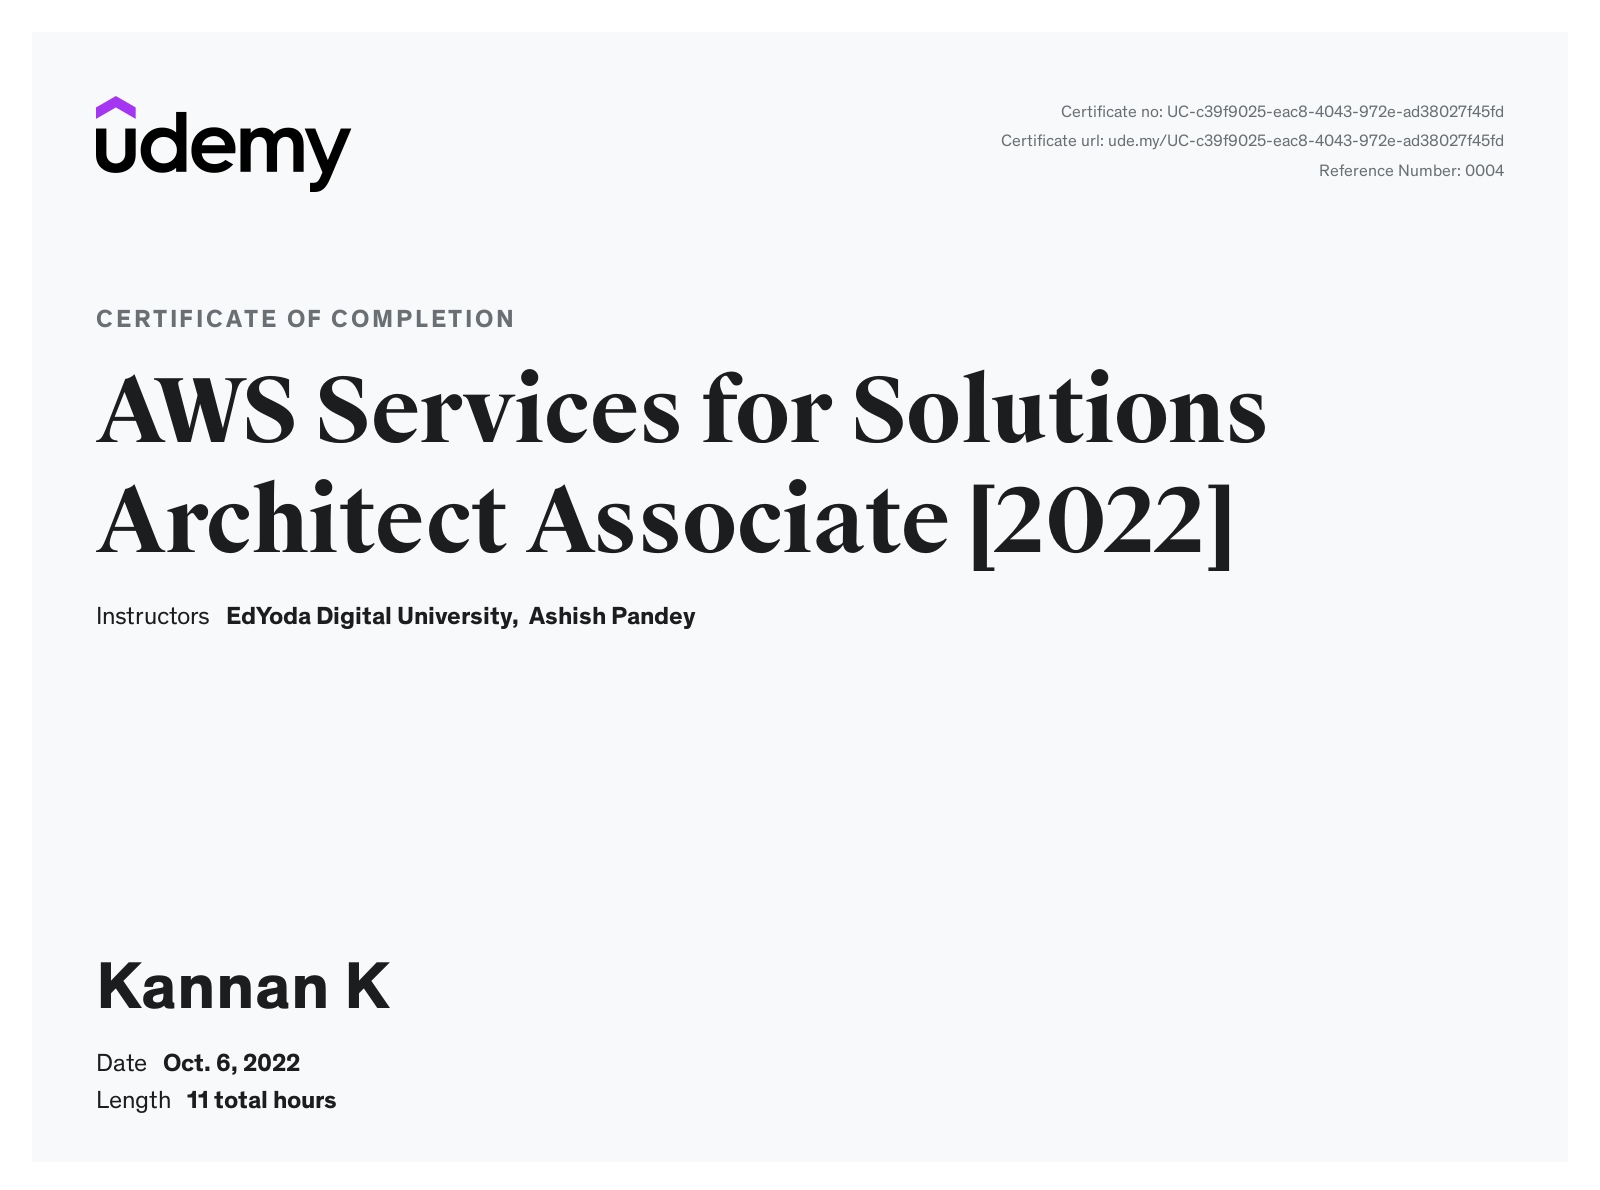 udemy
Certificate no: UC-c39f9025-eac8-4043-972e-ad38027f45fd
Certificate url: ude.my/UC-c39f9025-eac8-4043-972e-ad38027f45fd
Reference Number: 0004
CERTIFICATE OF COMPLETION
AWS Services for Solutions
Architect Associate [2022]
Instructors EdYoda Digital University, Ashish Pandey
Kannan K
Date Oct. 6, 2022
Length 11 total hours